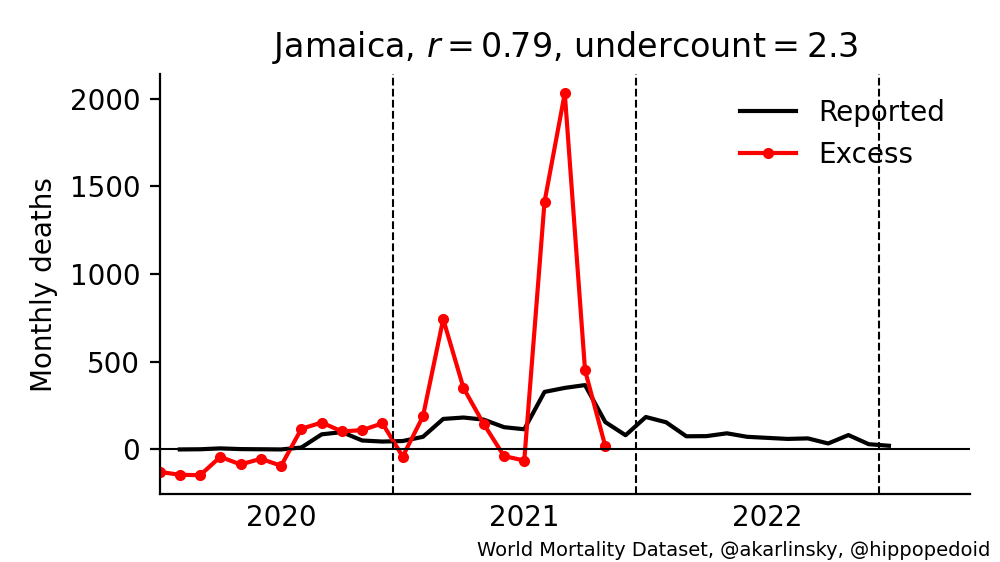 Jamaica, r = 0.79, undercount = 2.3
2000
1500
1000
500
0
Monthly deaths
Reported
Excess
2020 2021 2022
World Mortality Dataset, @akarlinsky, @hippopedoid